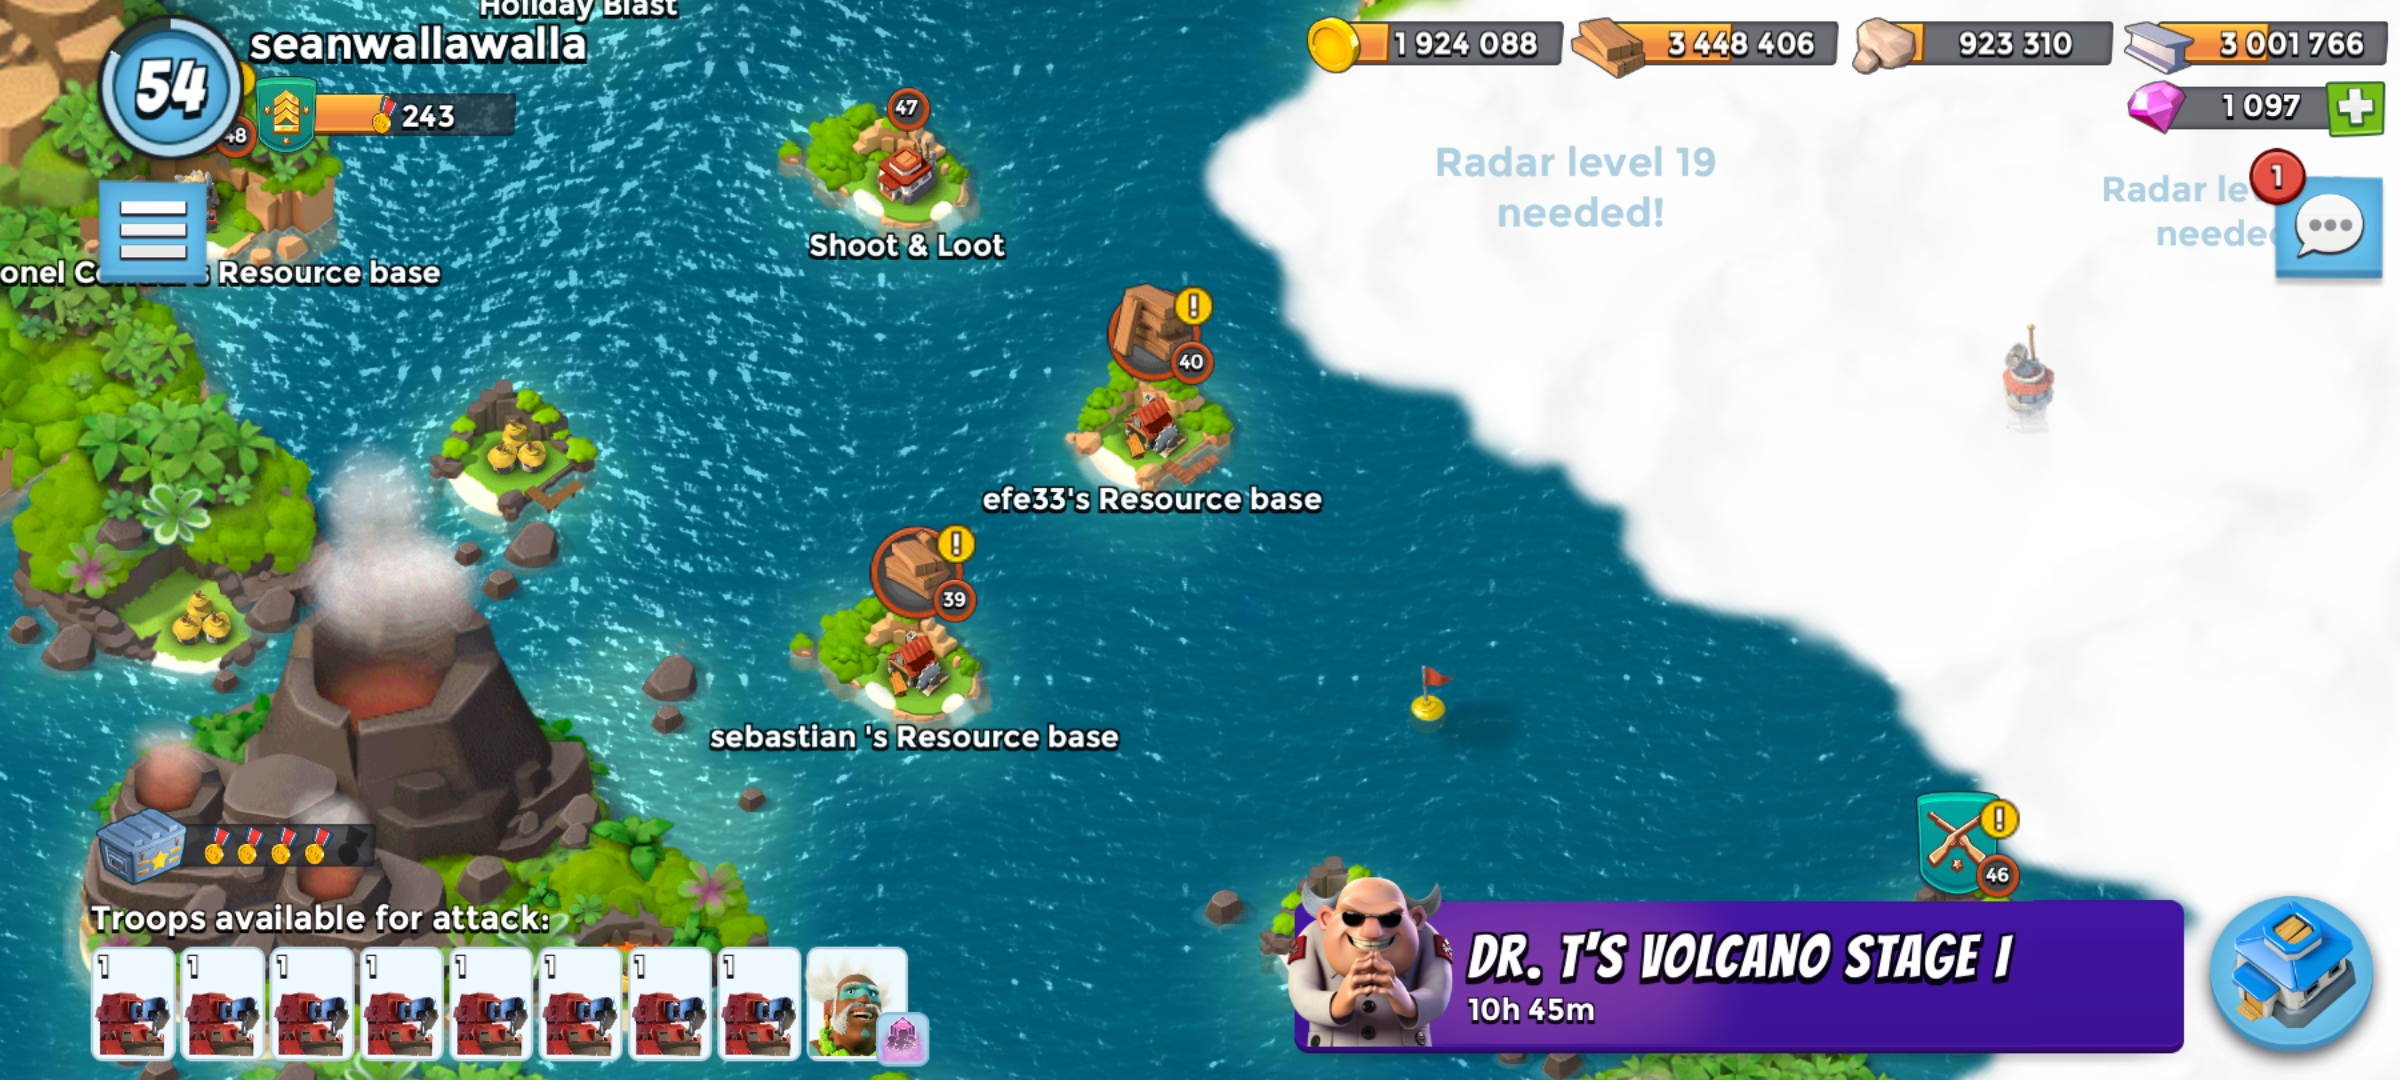 Holiday Blast
54
seanwallawalla
243
48
1 924 088
3 448 406
923 310
3 001 766
1 097
1
47
Shoot & Loot
Radar level 19
needed!
Radar
Resource base
!
40
efe33's Resource base
!
39
sebastian 's Resource base
!
46
Troops available for attack:
1 1 1 1 1 1 1 1
DR. T'S VOLCANO STAGE I
10h 45m